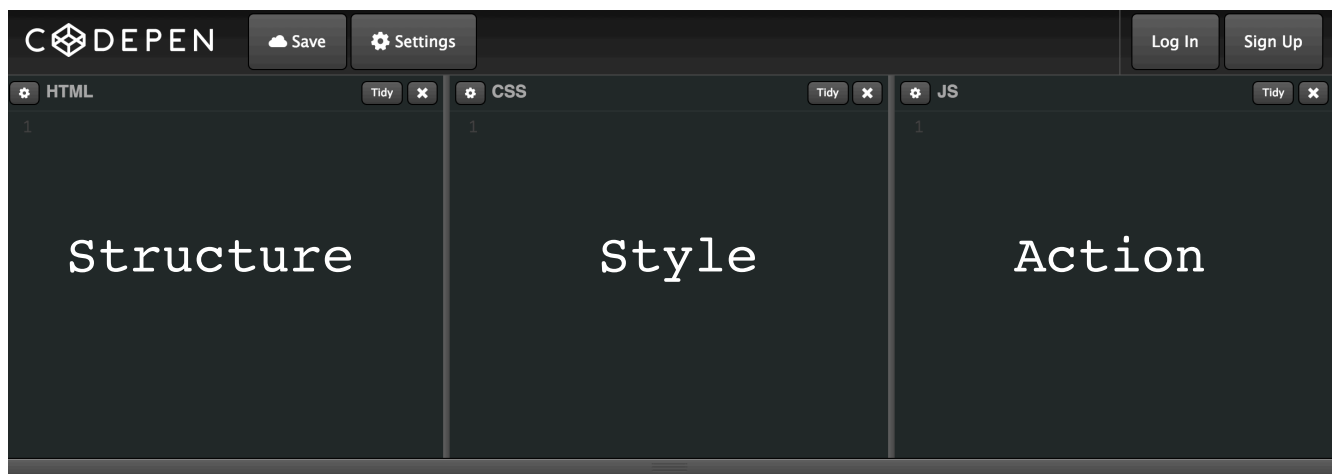 CODEPEN Save Settings Log In Sign Up
HTML Tidy CSS Tidy JS Tidy
1 1 1
Structure Style Action